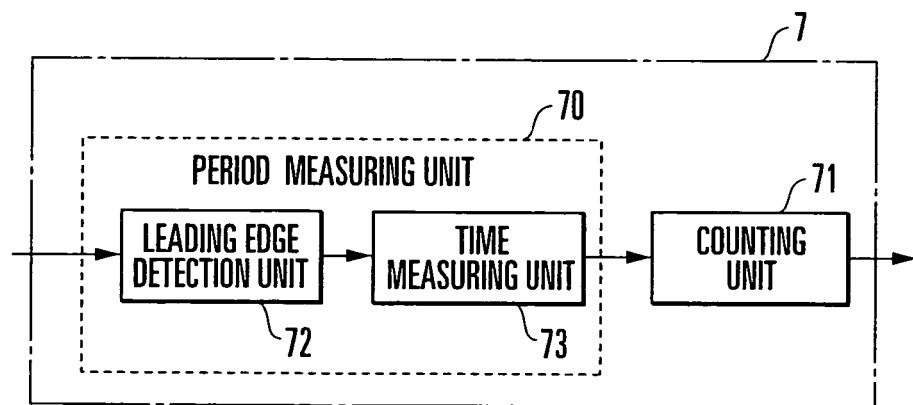 7
70
PERIOD MEASURING UNIT
71
LEADING EDGE
DETECTION UNIT
TIME
MEASURING UNIT
COUNTING
UNIT
72
73